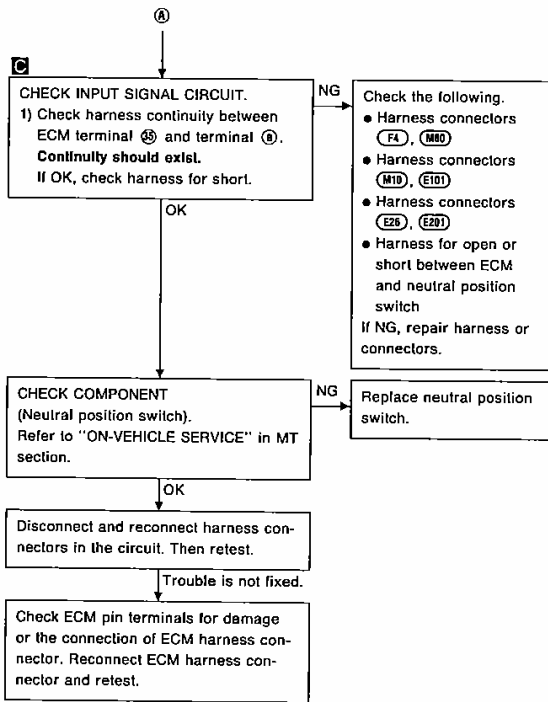 Ⓐ
C
CHECK INPUT SIGNAL CIRCUIT.
1) Check harness continuity between
ECM terminal ㉟ and terminal Ⓑ.
Continuity should exist.
If OK, check harness for short.
NG
Check the following.
● Harness connectors
F4, M60
● Harness connectors
M10, E101
● Harness connectors
E26, E201
● Harness for open or
short between ECM
and neutral position
switch
If NG, repair harness or
connectors.
OK
CHECK COMPONENT
(Neutral position switch).
Refer to "ON-VEHICLE SERVICE" in MT
section.
NG
Replace neutral position
switch.
OK
Disconnect and reconnect harness con-
nectors in the circuit. Then retest.
Trouble is not fixed.
Check ECM pin terminals for damage
or the connection of ECM harness con-
nector. Reconnect ECM harness con-
nector and retest.